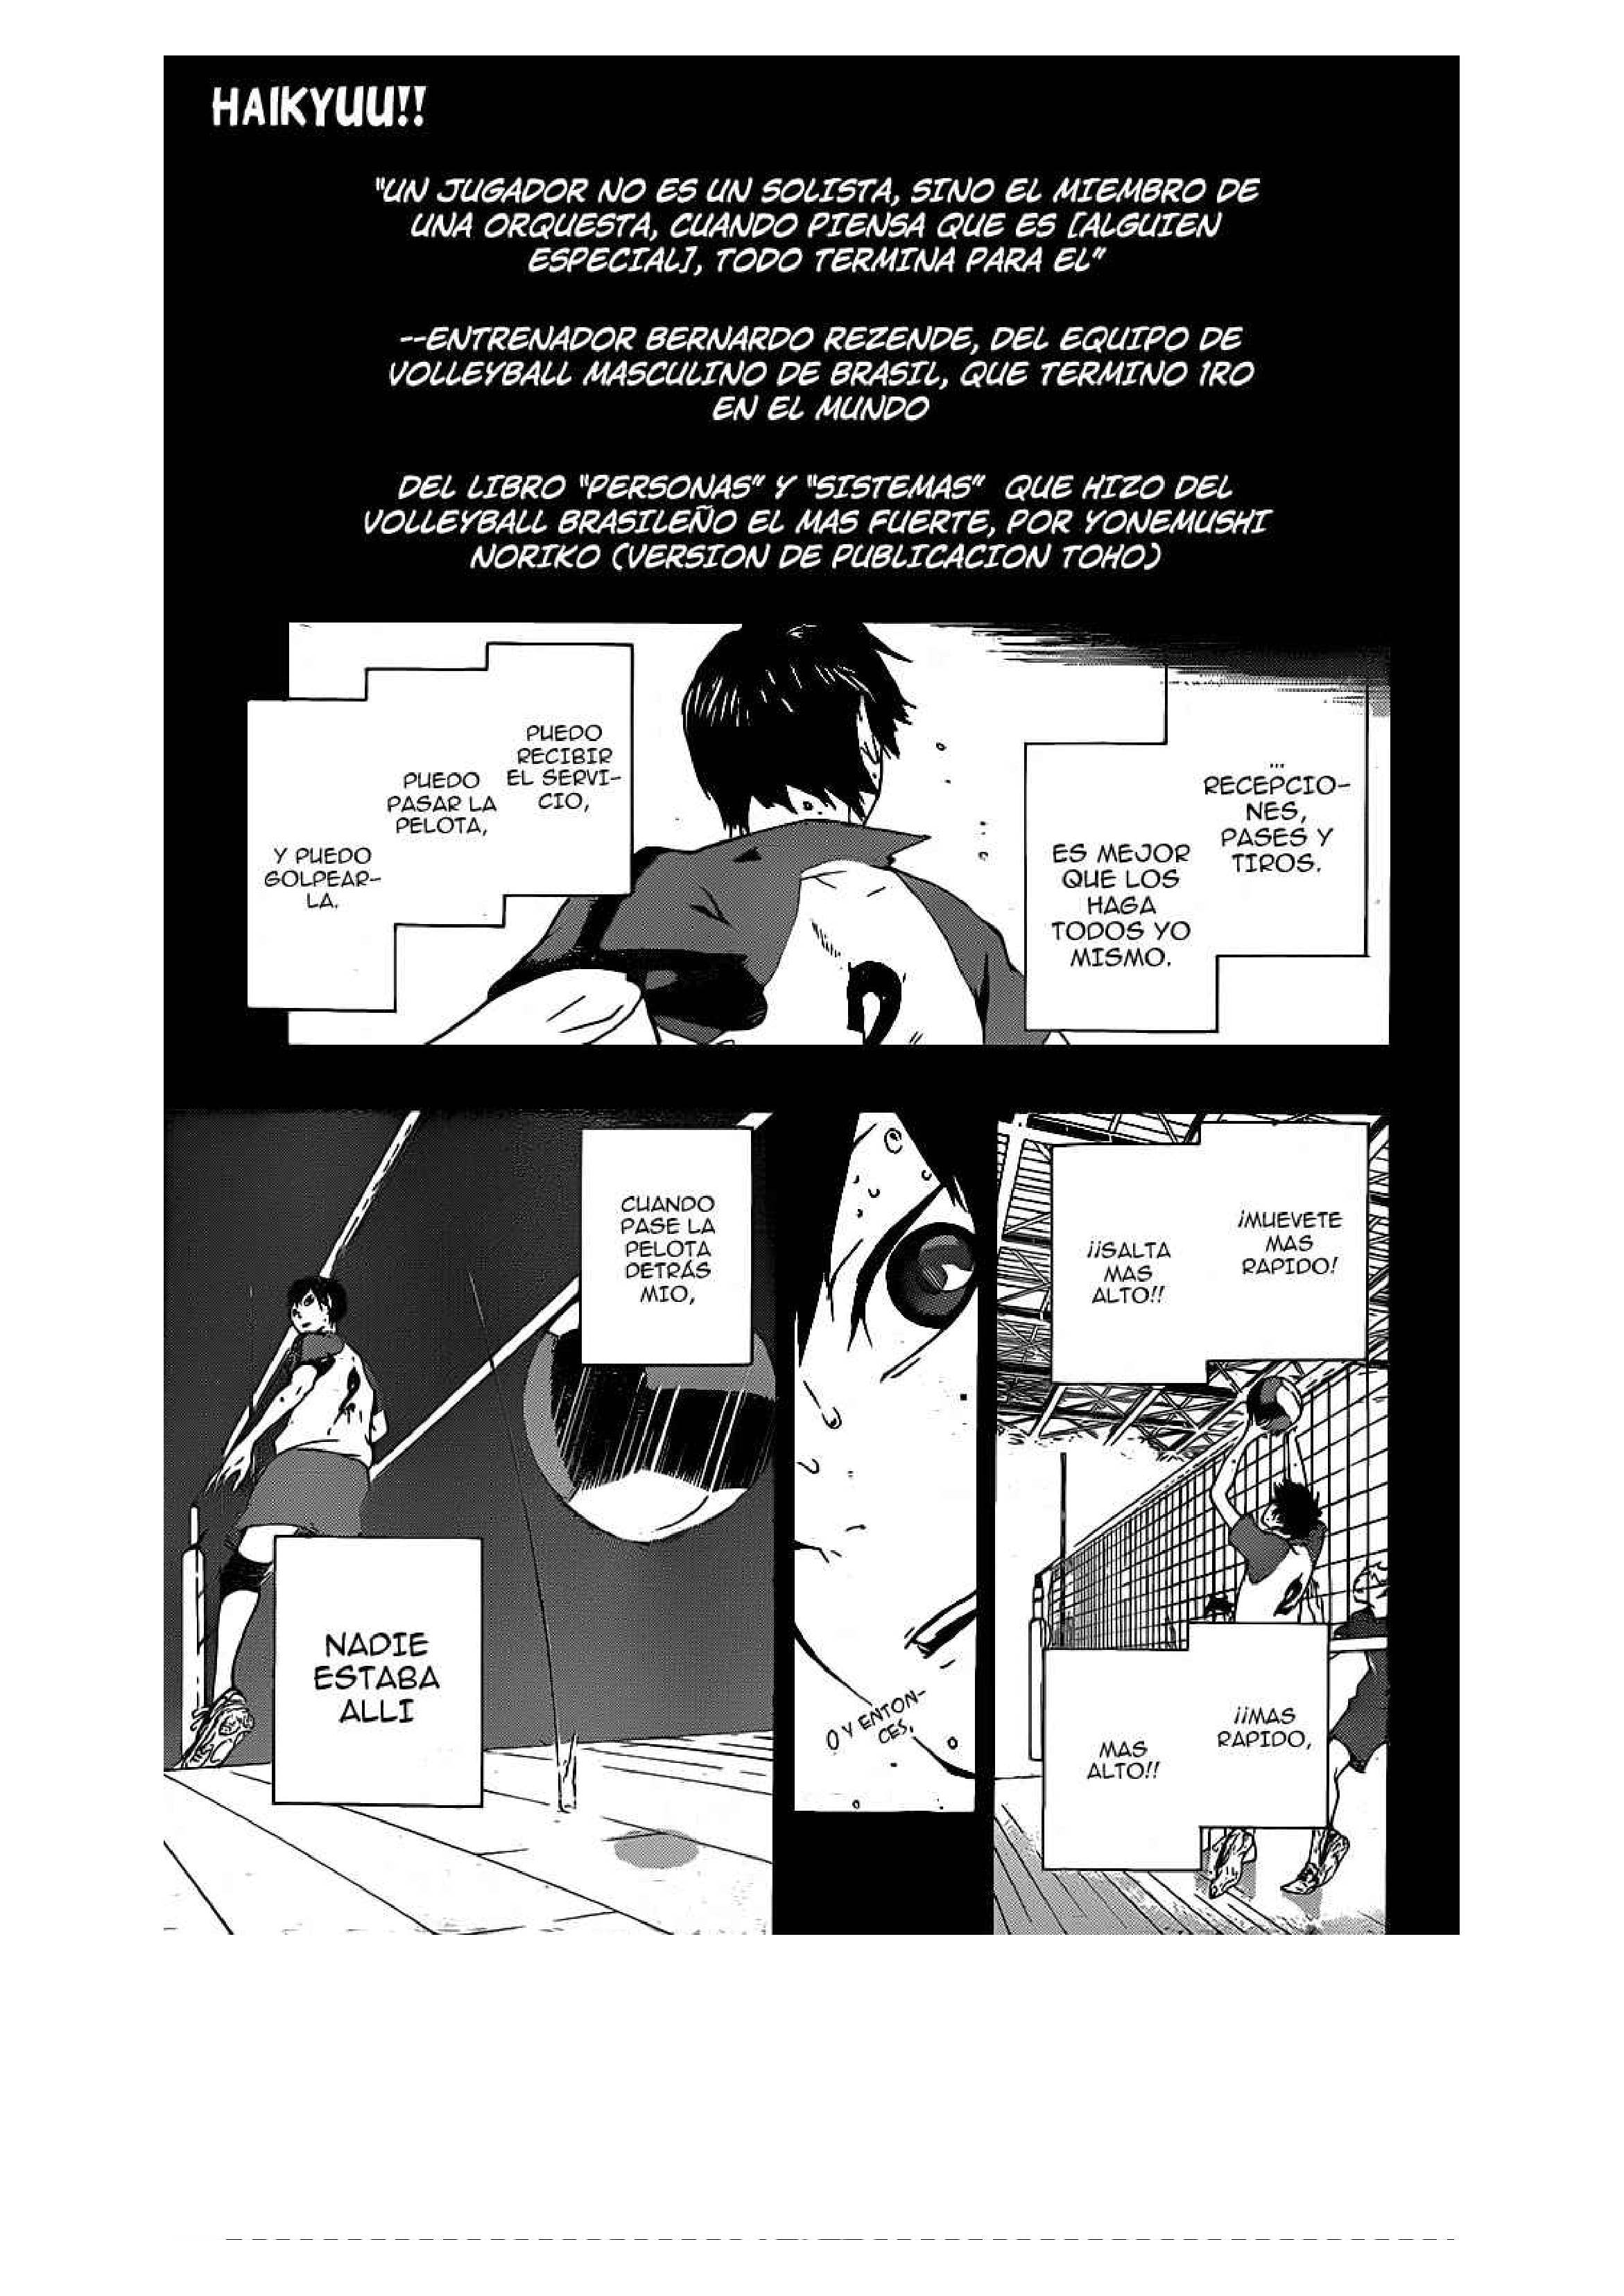 HAIKYUU!!
"UN JUGADOR NO ES UN SOLISTA, SINO EL MIEMBRO DE
UNA ORQUESTA, CUANDO PIENSA QUE ES [ALGUIEN
ESPECIAL], TODO TERMINA PARA EL"
--ENTRENADOR BERNARDO REZENDE, DEL EQUIPO DE
VOLLEYBALL MASCULINO DE BRASIL, QUE TERMINO 1RO
EN EL MUNDO
DEL LIBRO "PERSONAS" Y "SISTEMAS" QUE HIZO DEL
VOLLEYBALL BRASILEÑO EL MAS FUERTE, POR YONEMUSHI
NORIKO (VERSION DE PUBLICACION TOHO)
...
RECEPCIO-
NES,
PASES Y
TIROS.
ES MEJOR
QUE LOS
HAGA
TODOS YO
MISMO.
PUEDO
RECIBIR
EL SERVI-
CIO,
PUEDO
PASAR LA
PELOTA,
Y PUEDO
GOLPEAR-
LA.
¡MUEVETE
MAS
RAPIDO!
¡¡SALTA
MAS
ALTO!!
¡¡MAS
RAPIDO,
MAS
ALTO!!
Y ENTON-
CES,
CUANDO
PASE LA
PELOTA
DETRÁS
MIO,
NADIE
ESTABA
ALLI